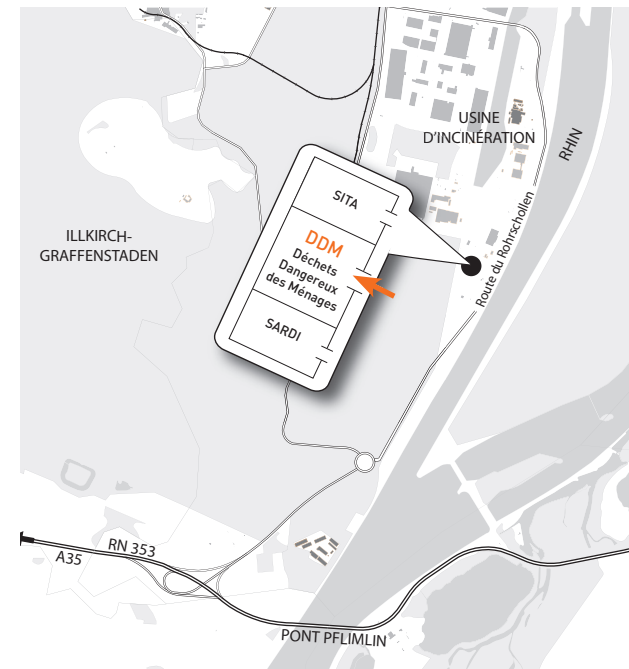 USINE
D'INCINÉRATION
RHIN
SITA
Route du Rohrschollen
ILLKIRCH-
GRAFFENSTADEN
DDM
Déchets
Dangereux
des Ménages
SARDI
RN 353
A35
PONT PFLIMLIN